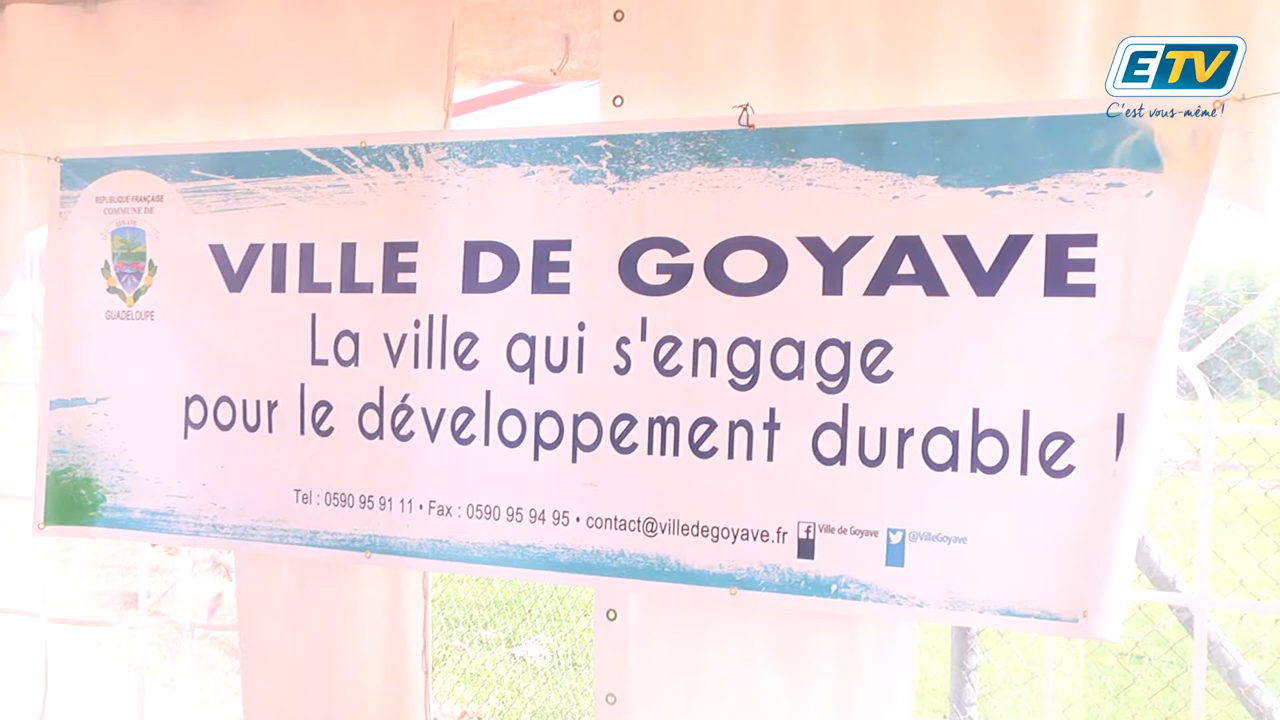 ETV
C'est vous-même !
REPUBLIQUE FRANÇAISE
COMMUNE DE
GOYAVE
GUADELOUPE
VILLE DE GOYAVE
La ville qui s'engage
pour le développement durable !
Tel : 0590 95 91 11 • Fax : 0590 95 94 95 • contact@villedegoyave.fr f Ville de Goyave @VilleGoyave